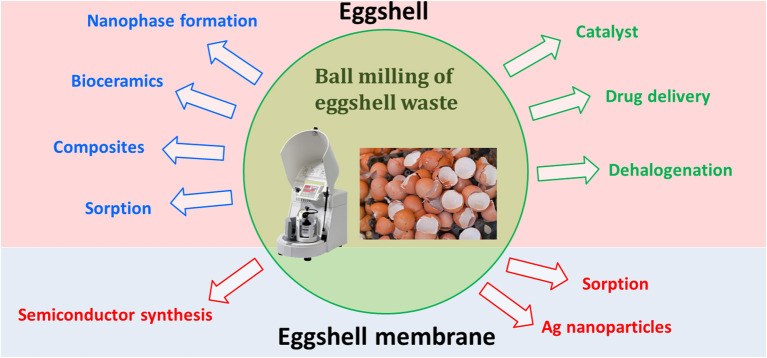 Eggshell
Nanophase formation
Bioceramics
Composites
Sorption
Ball milling of
eggshell waste
Catalyst
Drug delivery
Dehalogenation
Semiconductor synthesis
Eggshell membrane
Sorption
Ag nanoparticles